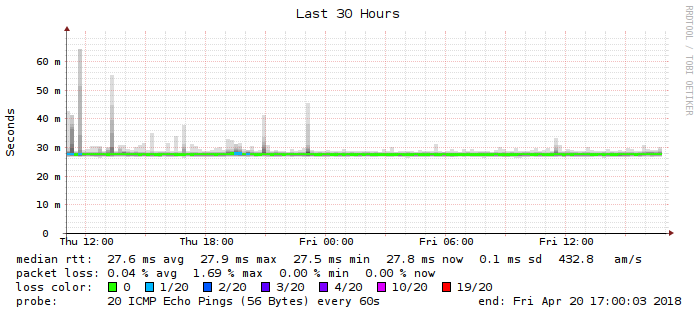 Last 30 Hours
RRDTOOL / TOBI OETIKER
Seconds
60 m
50 m
40 m
30 m
20 m
10 m
0
Thu 12:00 Thu 18:00 Fri 00:00 Fri 06:00 Fri 12:00
median rtt: 27.6 ms avg 27.9 ms max 27.5 ms min 27.8 ms now 0.1 ms sd 432.8 am/s
packet loss: 0.04 % avg 1.69 % max 0.00 % min 0.00 % now
loss color: 0 1/20 2/20 3/20 4/20 10/20 19/20
probe: 20 ICMP Echo Pings (56 Bytes) every 60s end: Fri Apr 20 17:00:03 2018